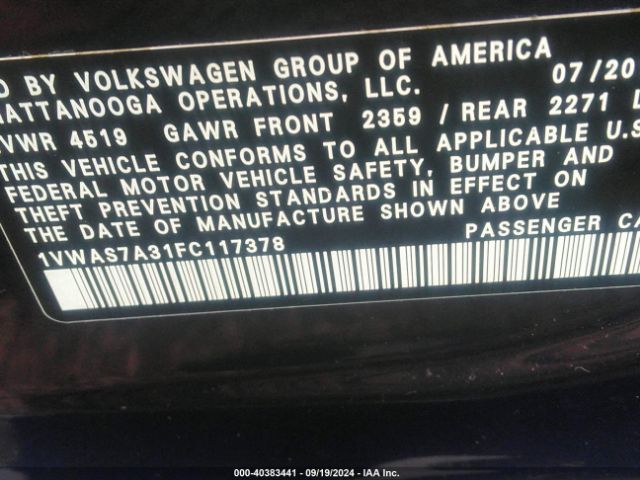 D BY VOLKSWAGEN GROUP OF AMERICA
ATTANOOGA OPERATIONS, LLC. 07/20
VWR 4519 GAWR FRONT 2359 / REAR 2271 L
THIS VEHICLE CONFORMS TO ALL APPLICABLE U.S
FEDERAL MOTOR VEHICLE SAFETY, BUMPER AND
THEFT PREVENTION STANDARDS IN EFFECT ON
THE DATE OF MANUFACTURE SHOWN ABOVE
1VWAS7A31FC117378 PASSENGER CA
000-40383441 - 09/19/2024 - IAA Inc.